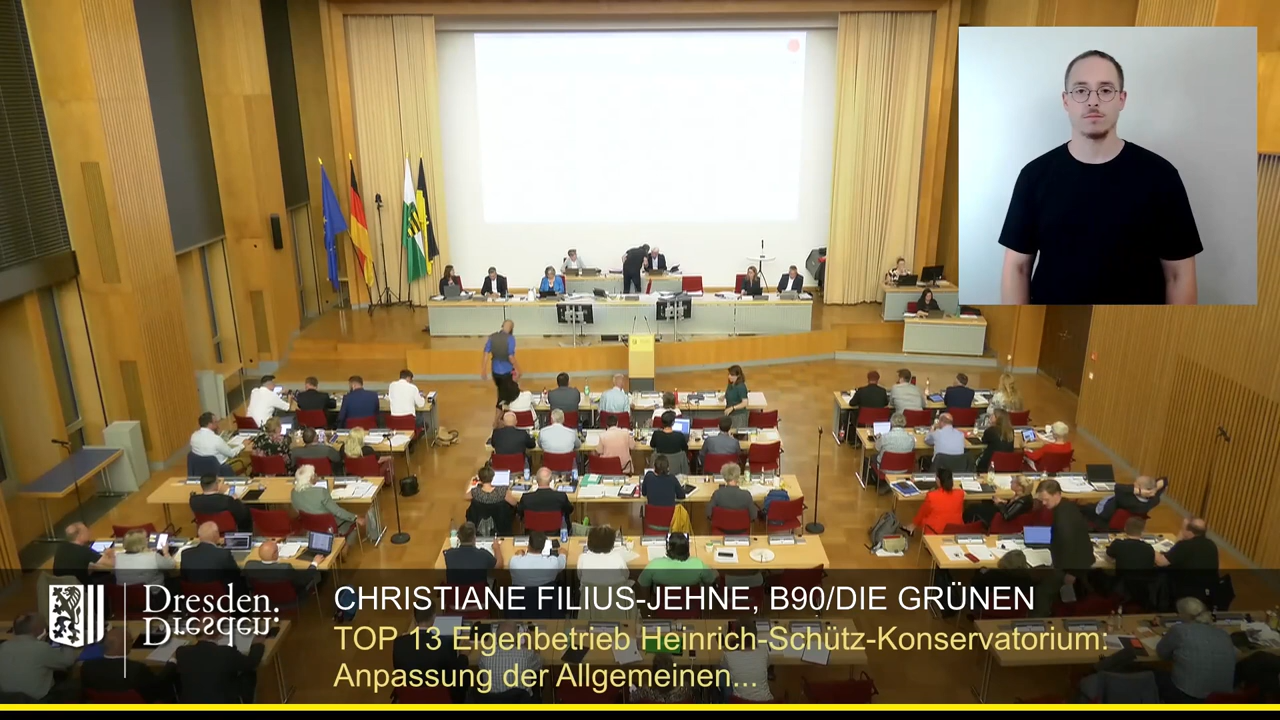 Dresden.
Dresden.
CHRISTIANE FILIUS-JEHNE, B90/DIE GRÜNEN
TOP 13 Eigenbetrieb Heinrich-Schütz-Konservatorium:
Anpassung der Allgemeinen...